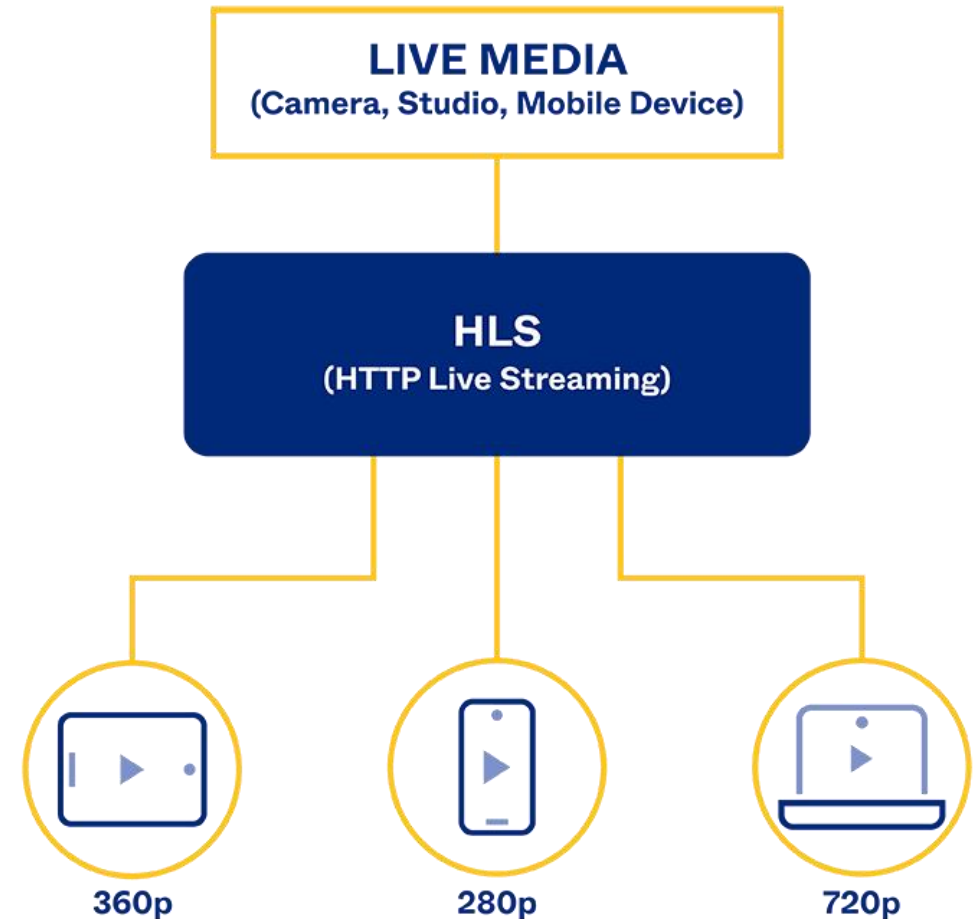 LIVE MEDIA
(Camera, Studio, Mobile Device)
HLS
(HTTP Live Streaming)
360p
280p
720p